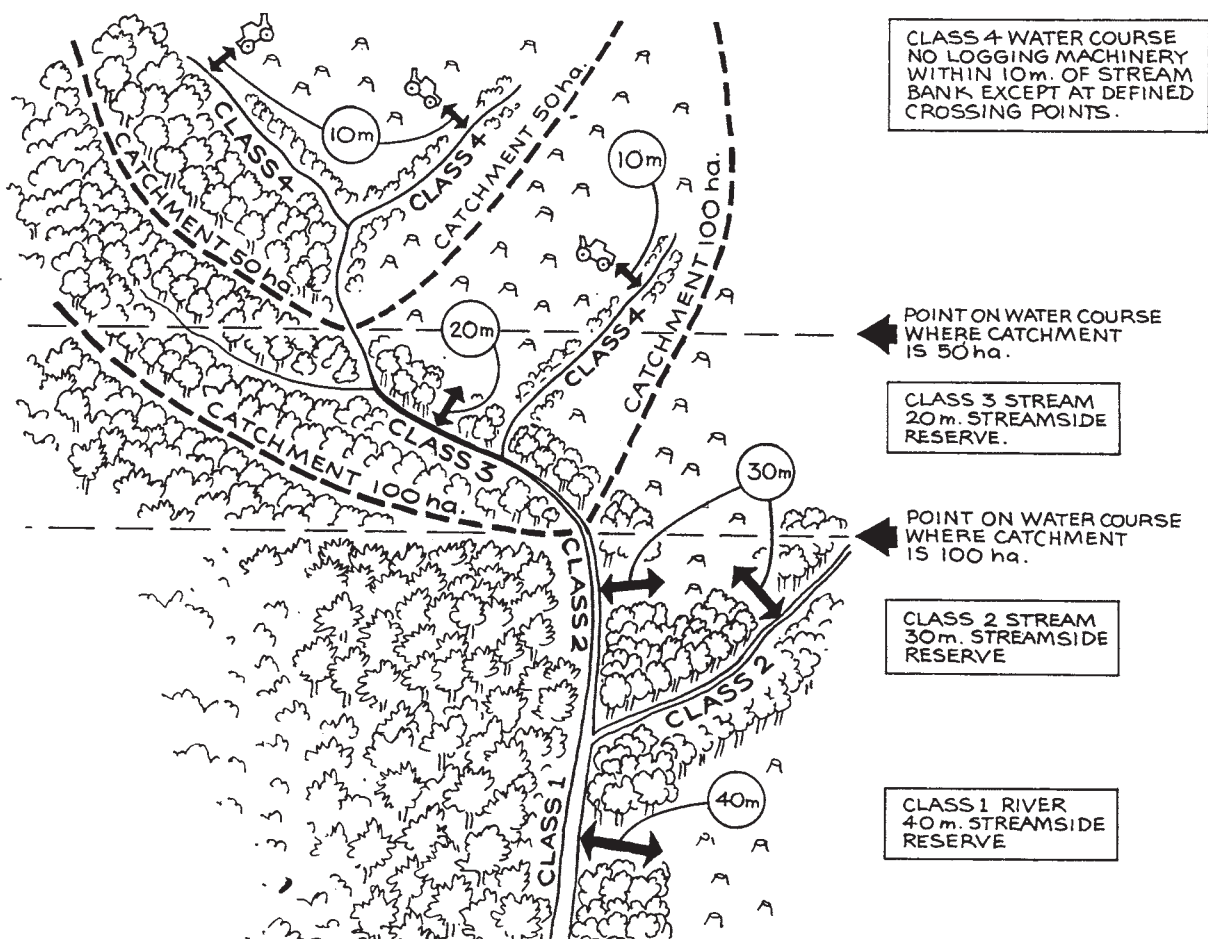 CLASS 4 WATER COURSE
NO LOGGING MACHINERY
WITHIN 10m. OF STREAM
BANK EXCEPT AT DEFINED
CROSSING POINTS.
10m
CLASS 4
CLASS 4
CATCHMENT 50 ha.
CATCHMENT 50 ha.
10m
CATCHMENT 100 ha.
CLASS 4
20m
POINT ON WATER COURSE
WHERE CATCHMENT
IS 50 ha.
CLASS 3 STREAM
20m. STREAMSIDE
RESERVE.
CATCHMENT 100 ha.
CLASS 3
30m
POINT ON WATER COURSE
WHERE CATCHMENT
IS 100 ha.
CLASS 2
CLASS 2 STREAM
30m. STREAMSIDE
RESERVE
CLASS 2
CLASS 1
40m
CLASS 1 RIVER
40m. STREAMSIDE
RESERVE